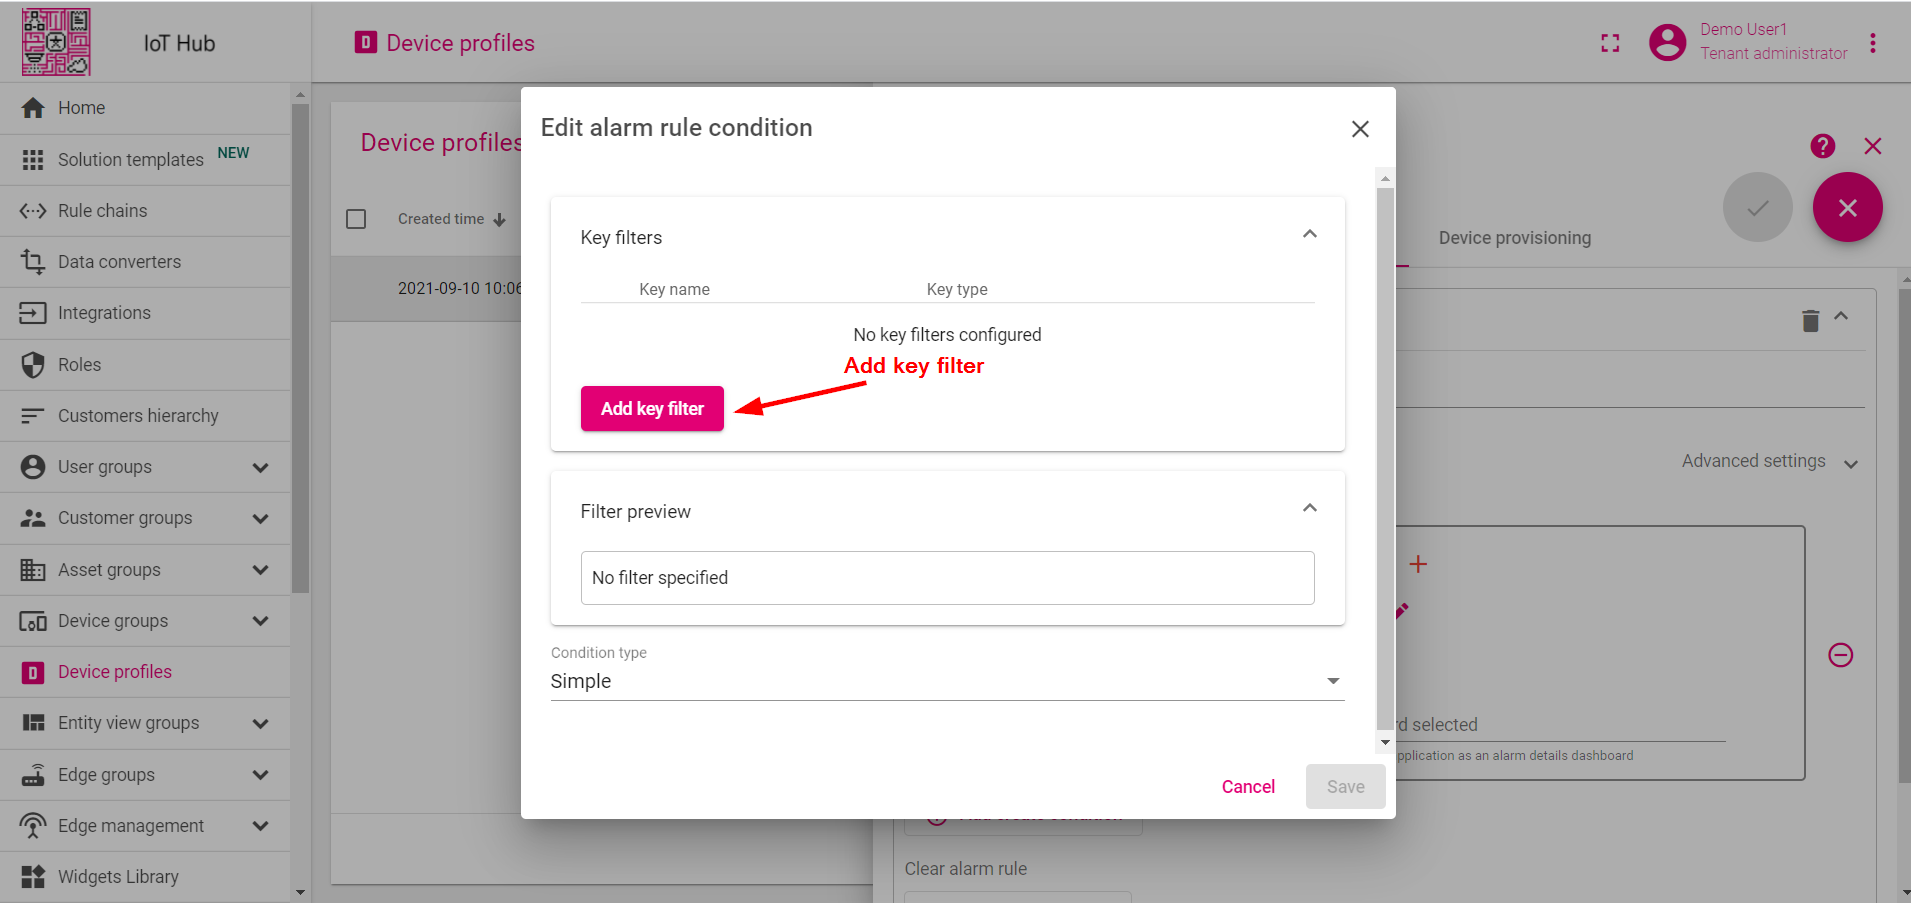 IoT Hub
Device profiles
Demo User1
Tenant administrator
Home
Solution templates NEW
Rule chains
Data converters
Integrations
Roles
Customers hierarchy
User groups
Customer groups
Asset groups
Device groups
Device profiles
Entity view groups
Edge groups
Edge management
Widgets Library
Device profiles
Created time
2021-09-10 10:06
Edit alarm rule condition
Key filters
Key name Key type
No key filters configured
Add key filter
Add key filter
Filter preview
No filter specified
Condition type
Simple
Cancel Save
Device provisioning
Advanced settings
rd selected
pplication as an alarm details dashboard
Clear alarm rule